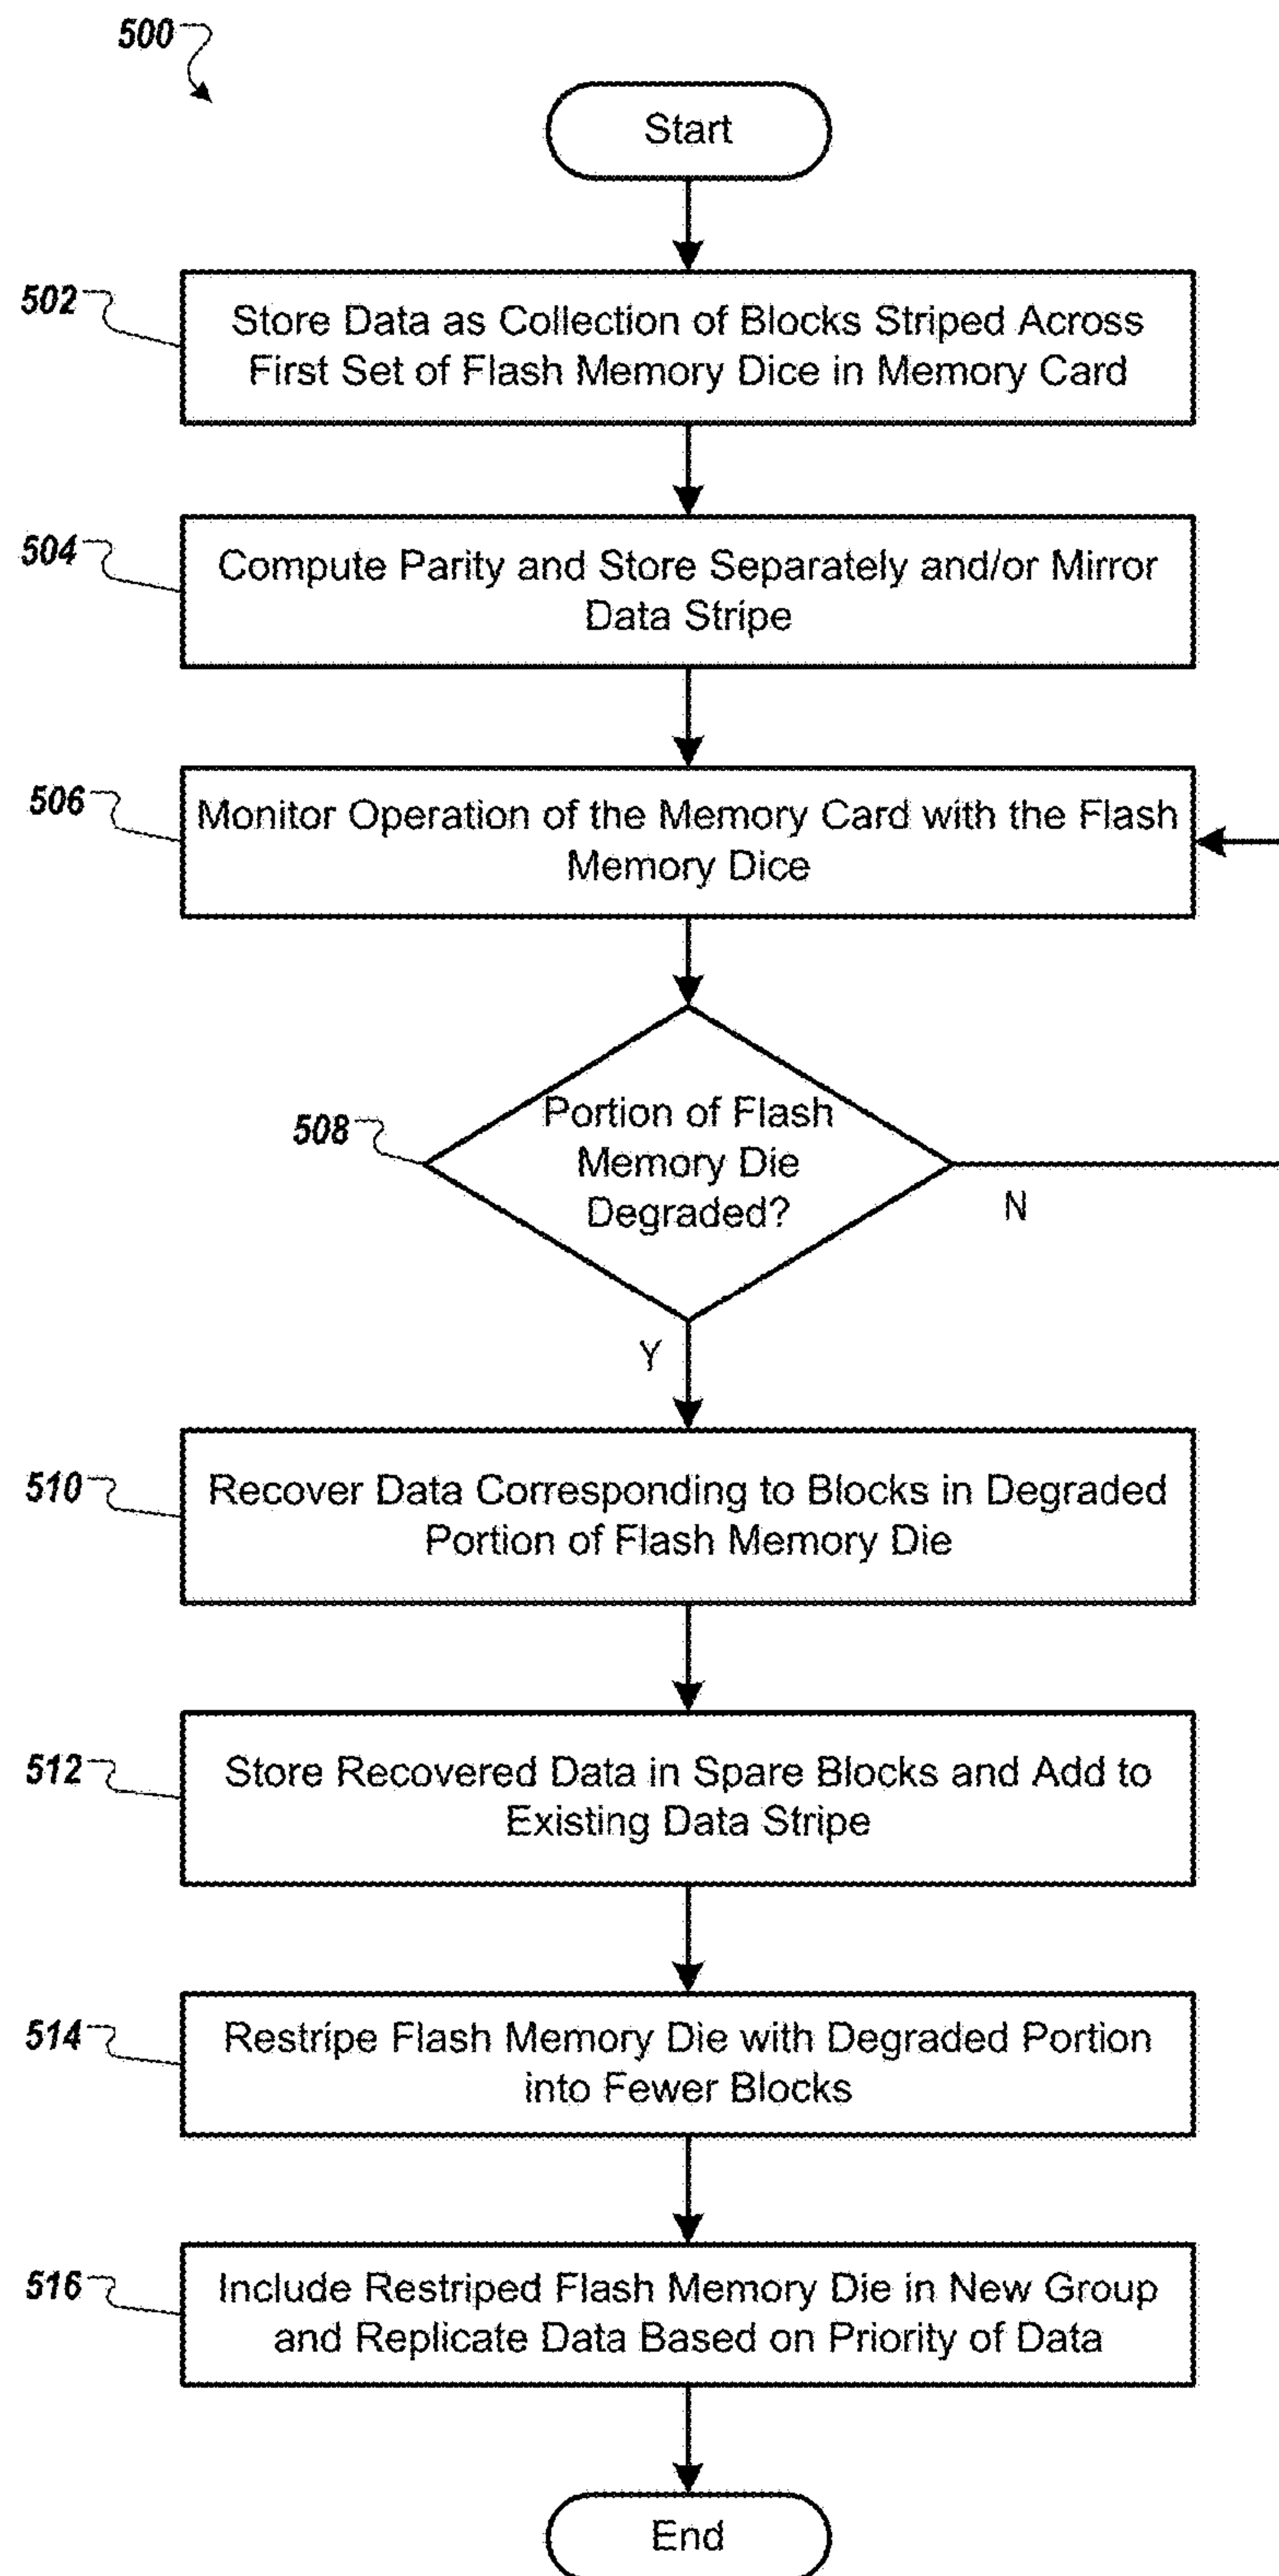 500
Start
502
Store Data as Collection of Blocks Striped Across
First Set of Flash Memory Dice in Memory Card
504
Compute Parity and Store Separately and/or Mirror
Data Stripe
506
Monitor Operation of the Memory Card with the Flash
Memory Dice
508
Portion of Flash
Memory Die
Degraded?
N
Y
510
Recover Data Corresponding to Blocks in Degraded
Portion of Flash Memory Die
512
Store Recovered Data in Spare Blocks and Add to
Existing Data Stripe
514
Restripe Flash Memory Die with Degraded Portion
into Fewer Blocks
516
Include Restriped Flash Memory Die in New Group
and Replicate Data Based on Priority of Data
End